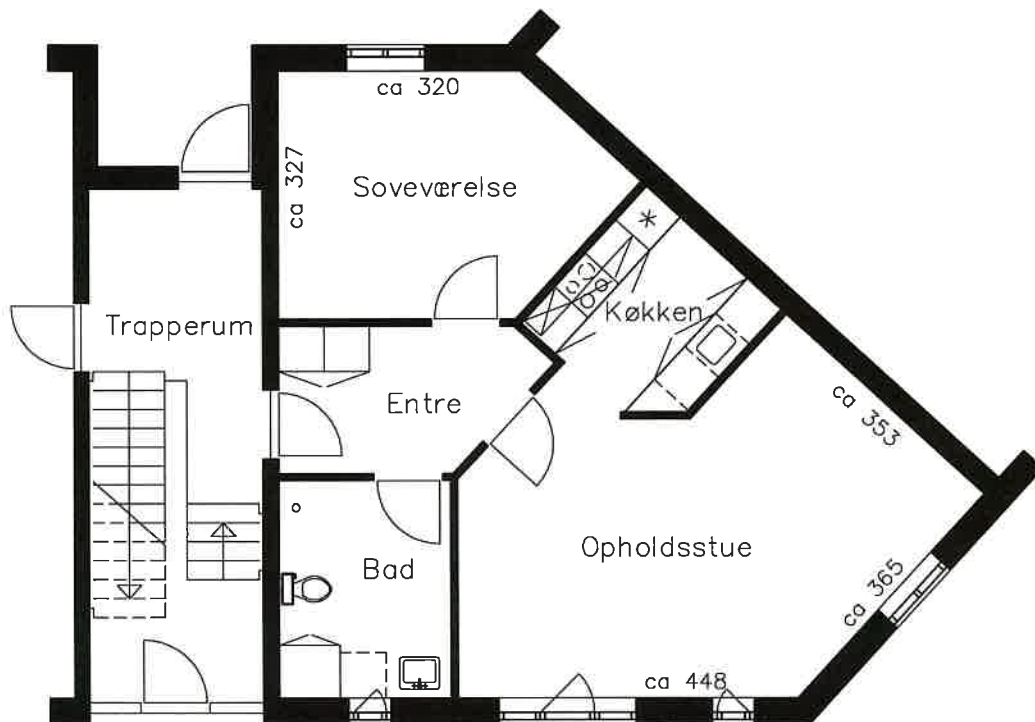 ca 320
ca 327
Soveværelse
Køkken
Trapperum
Entre
ca 353
Opholdsstue
Bad
ca 365
ca 448